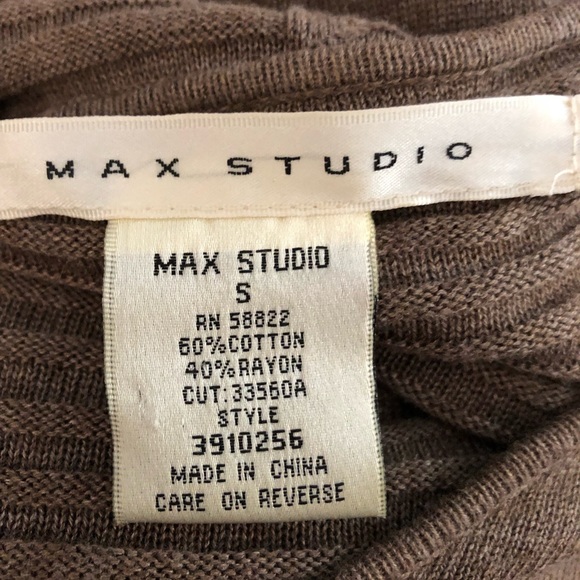 MAX STUDIO
MAX STUDIO
S
RN 58822
60%COTTON
40%RAYON
CUT:33560A
STYLE
3910256
MADE IN CHINA
CARE ON REVERSE